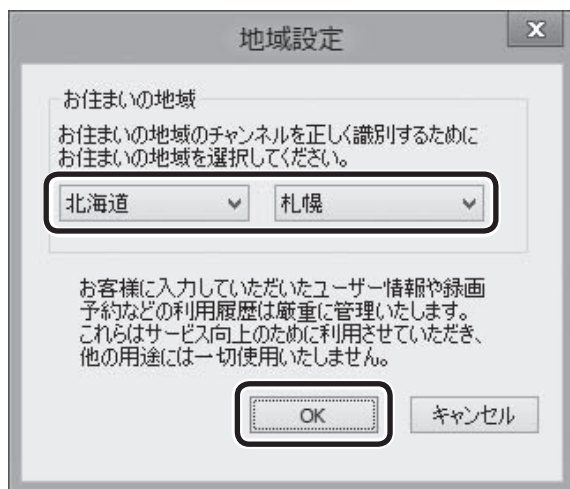 地域設定
x
お住まいの地域
お住まいの地域のチャンネルを正しく識別するために
お住まいの地域を選択してください。
北海道 札幌
お客様に入力していただいたユーザー情報や録画
予約などの利用履歴は厳重に管理いたします。
これらはサービス向上のために利用させていただき、
他の用途には一切使用いたしません。
OK キャンセル